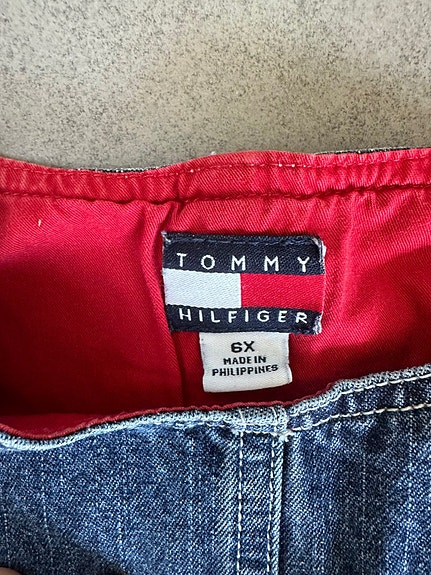 TOMMY
HILFIGER
6X
MADE IN
PHILIPPINES